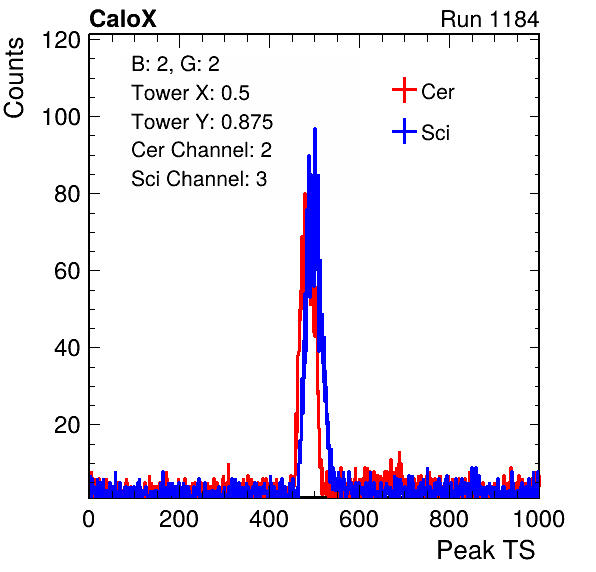 CaloX Run 1184
Counts
120
100
80
60
40
20
B: 2, G: 2
Tower X: 0.5
Tower Y: 0.875
Cer Channel: 2
Sci Channel: 3
Cer
Sci
0 200 400 600 800 1000
Peak TS